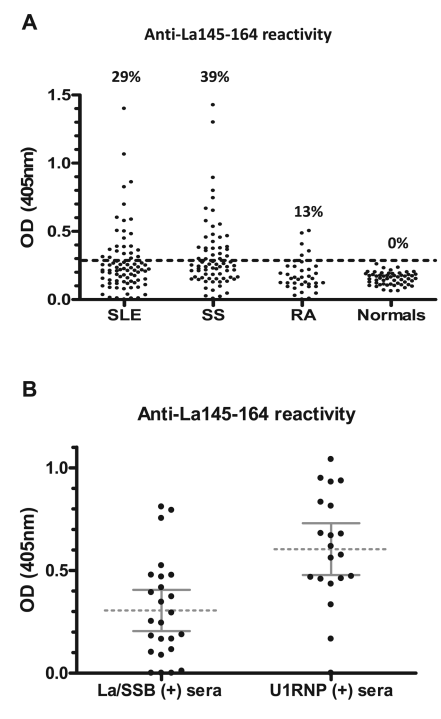 A
Anti-La145-164 reactivity
29%
39%
13%
0%
1.5
1.0
0.5
0.0
OD (405nm)
SLE SS RA Normals
B
Anti-La145-164 reactivity
1.0
0.5
0.0
OD (405nm)
La/SSB (+) sera U1RNP (+) sera